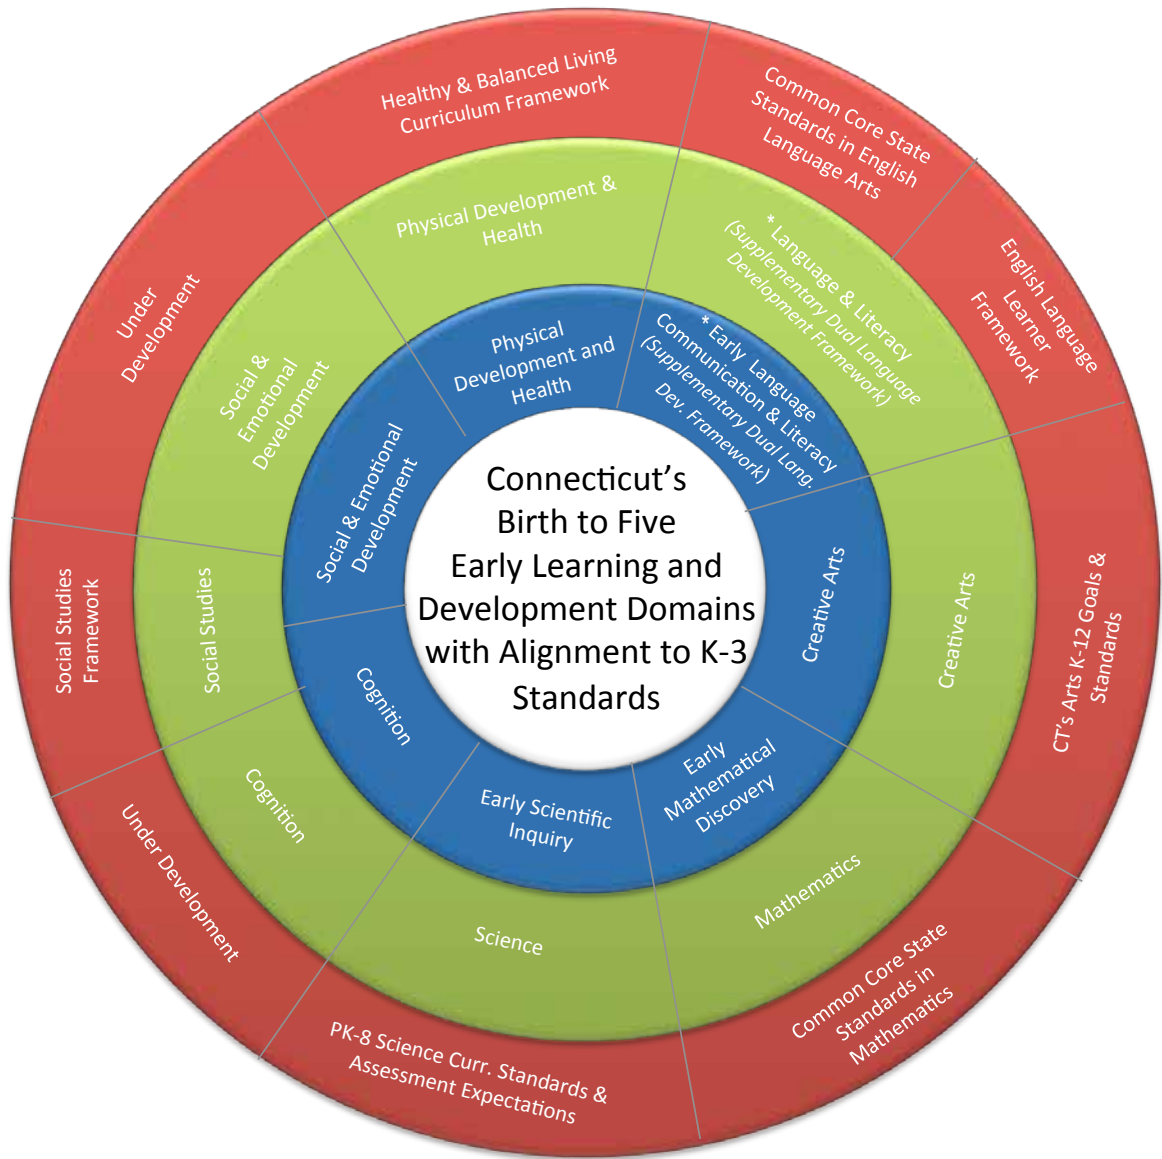 Connecticut's
Birth to Five
Early Learning and
Development Domains
with Alignment to K-3
Standards
Physical
Development and
Health
* Early Language
Communication & Literacy
(Supplementary Dual Lang.
Dev. Framework)
Creative Arts
Early
Mathematical
Discovery
Early Scientific
Inquiry
Cognition
Social & Emotional
Development
Physical Development &
Health
* Language & Literacy
(Supplementary Dual Language
Development Framework)
Creative Arts
Mathematics
Science
Cognition
Social Studies
Social &
Emotional
Development
Healthy & Balanced Living
Curriculum Framework
Common Core State
Standards in English
Language Arts
English Language
Learner
Framework
CT's Arts K-12 Goals &
Standards
Common Core State
Standards in
Mathematics
PK-8 Science Curr. Standards &
Assessment Expectations
Under Development
Social Studies
Framework
Under
Development